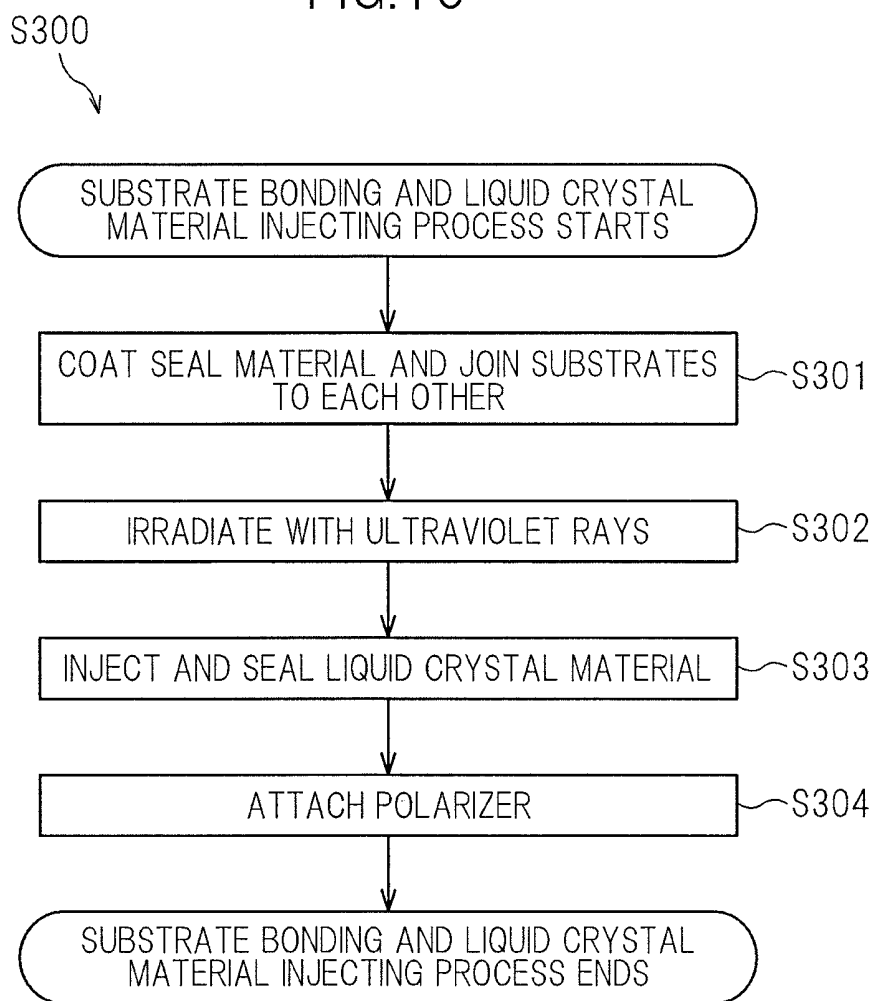 S300
SUBSTRATE BONDING AND LIQUID CRYSTAL
MATERIAL INJECTING PROCESS STARTS
COAT SEAL MATERIAL AND JOIN SUBSTRATES
TO EACH OTHER
S301
IRRADIATE WITH ULTRAVIOLET RAYS
S302
INJECT AND SEAL LIQUID CRYSTAL MATERIAL
S303
ATTACH POLARIZER
S304
SUBSTRATE BONDING AND LIQUID CRYSTAL
MATERIAL INJECTING PROCESS ENDS